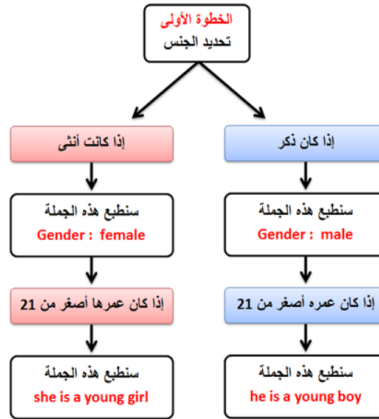 الخطوة الأولى
تحديد الجنس
إذا كان ذكر
إذا كانت أنثى
سنطبع هذه الجملة
Gender : male
سنطبع هذه الجملة
Gender : female
إذا كان عمره أصغر من 21
إذا كان عمرها أصغر من 21
سنطبع هذه الجملة
he is a young boy
سنطبع هذه الجملة
she is a young girl